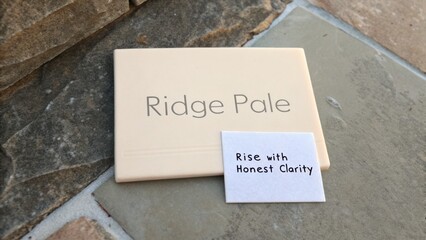 Ridge Pale
Rise with
Honest Clarity